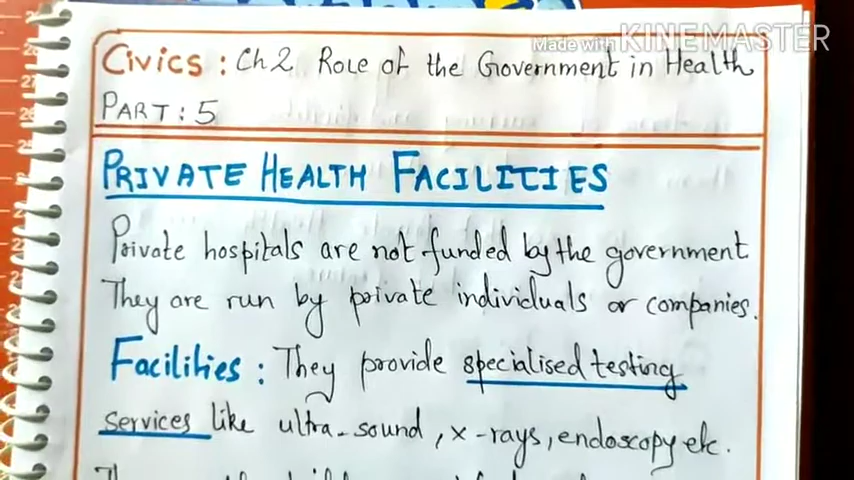 Made with KINEMASTER
Civics : Ch 2 Role of the Government in Health
PART : 5
PRIVATE HEALTH FACILITIES
Private hospitals are not funded by the government
They are run by private individuals or companies.
Facilities : They provide specialised testing
services like ultra-sound, x-rays, endoscopy etc.